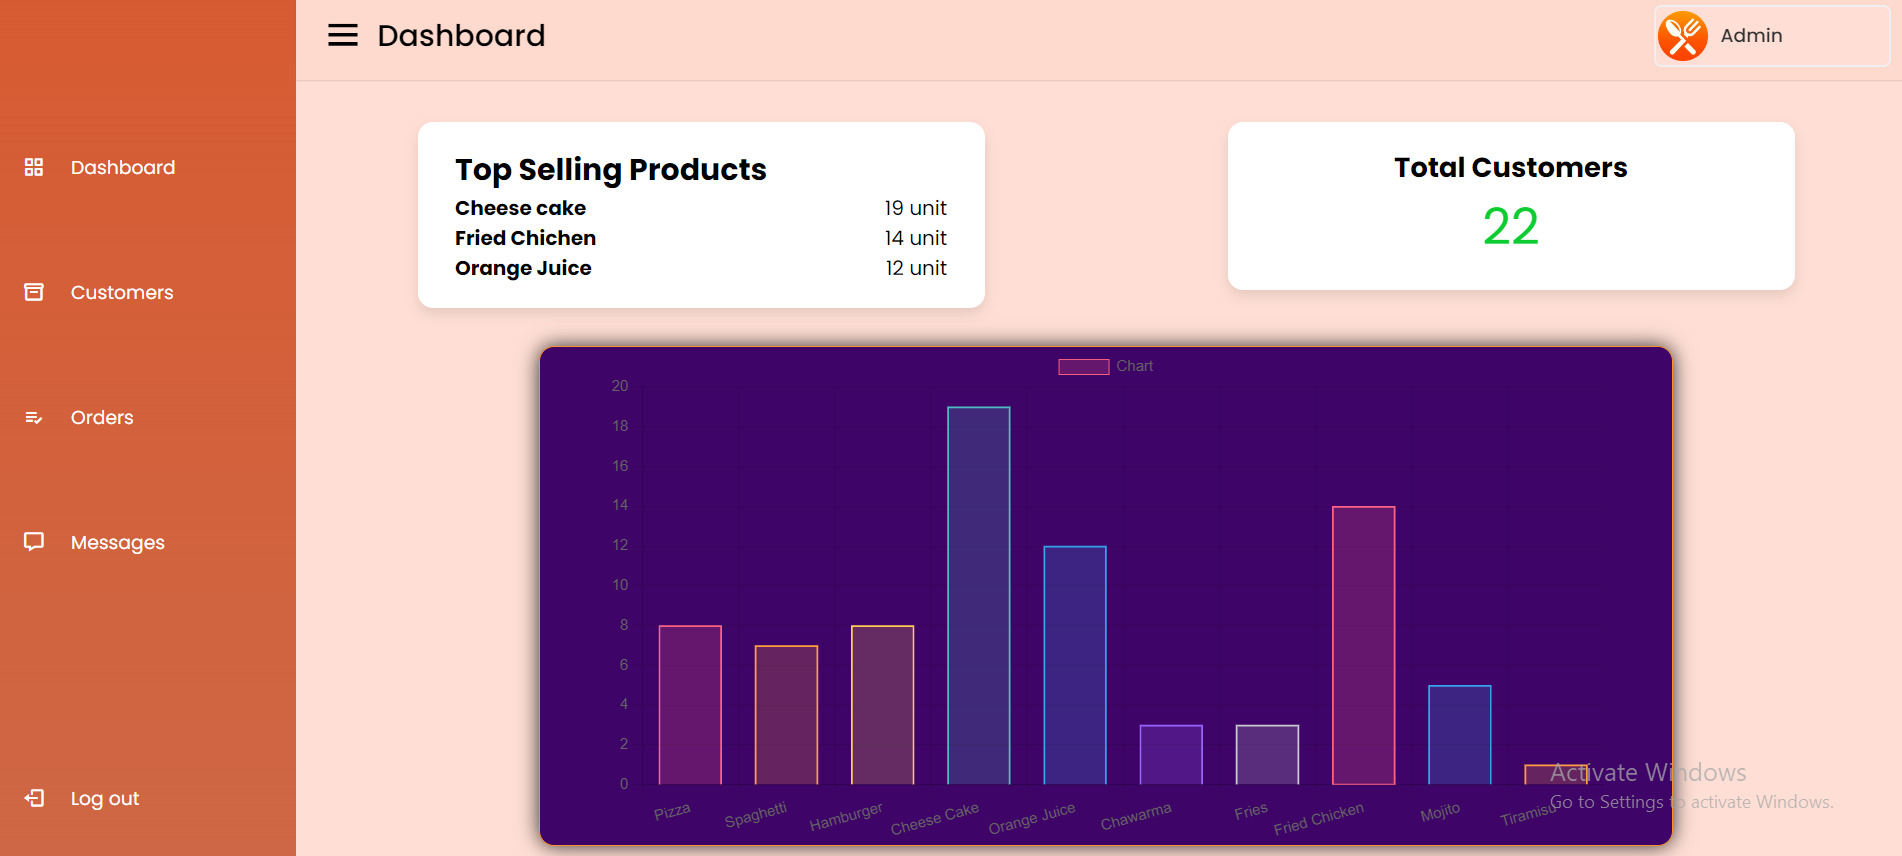 Dashboard
Admin
Dashboard
Customers
Orders
Messages
Log out
Top Selling Products
Cheese cake 19 unit
Fried Chichen 14 unit
Orange Juice 12 unit
Total Customers
22
Chart
20
18
16
14
12
10
8
6
4
2
0
Pizza
Spaghetti
Hamburger
Cheese Cake
Orange Juice
Chawarma
Fries
Fried Chicken
Mojito
Tiramisu
Activate Windows
Go to Settings to activate Windows.